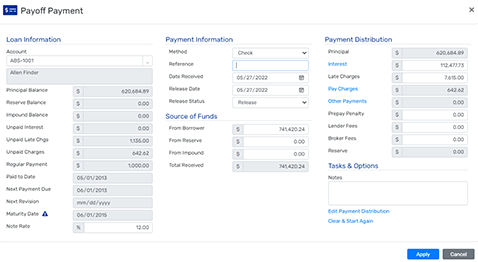 Payoff Payment
Loan Information
Account
ABS-1001
Allen Finder
Principal Balance $ 620,684.89
Reserve Balance $ 0.00
Impound Balance $ 0.00
Unpaid Interest $ 0.00
Unpaid Late Chgs $ 1,135.00
Unpaid Charges $ 642.62
Regular Payment $ 1,000.00
Paid to Date 05/01/2013
Next Payment Due 06/01/2013
Next Revision mm/dd/yyyy
Maturity Date 06/01/2015
Note Rate % 12.00
Payment Information
Method Check
Reference
Date Received 05/27/2022
Release Date 05/27/2022
Release Status Release
Source of Funds
From Borrower $ 741,420.24
From Reserve $ 0.00
From Impound $ 0.00
Total Received $ 741,420.24
Payment Distribution
Principal $ 620,684.89
Interest $ 112,477.73
Late Charges $ 7,615.00
Pay Charges $ 642.62
Other Payments $ 0.00
Prepay Penalty $ 0.00
Lender Fees $ 0.00
Broker Fees $ 0.00
Reserve $ 0.00
Tasks & Options
Notes
Edit Payment Distribution
Clear & Start Again
Apply Cancel